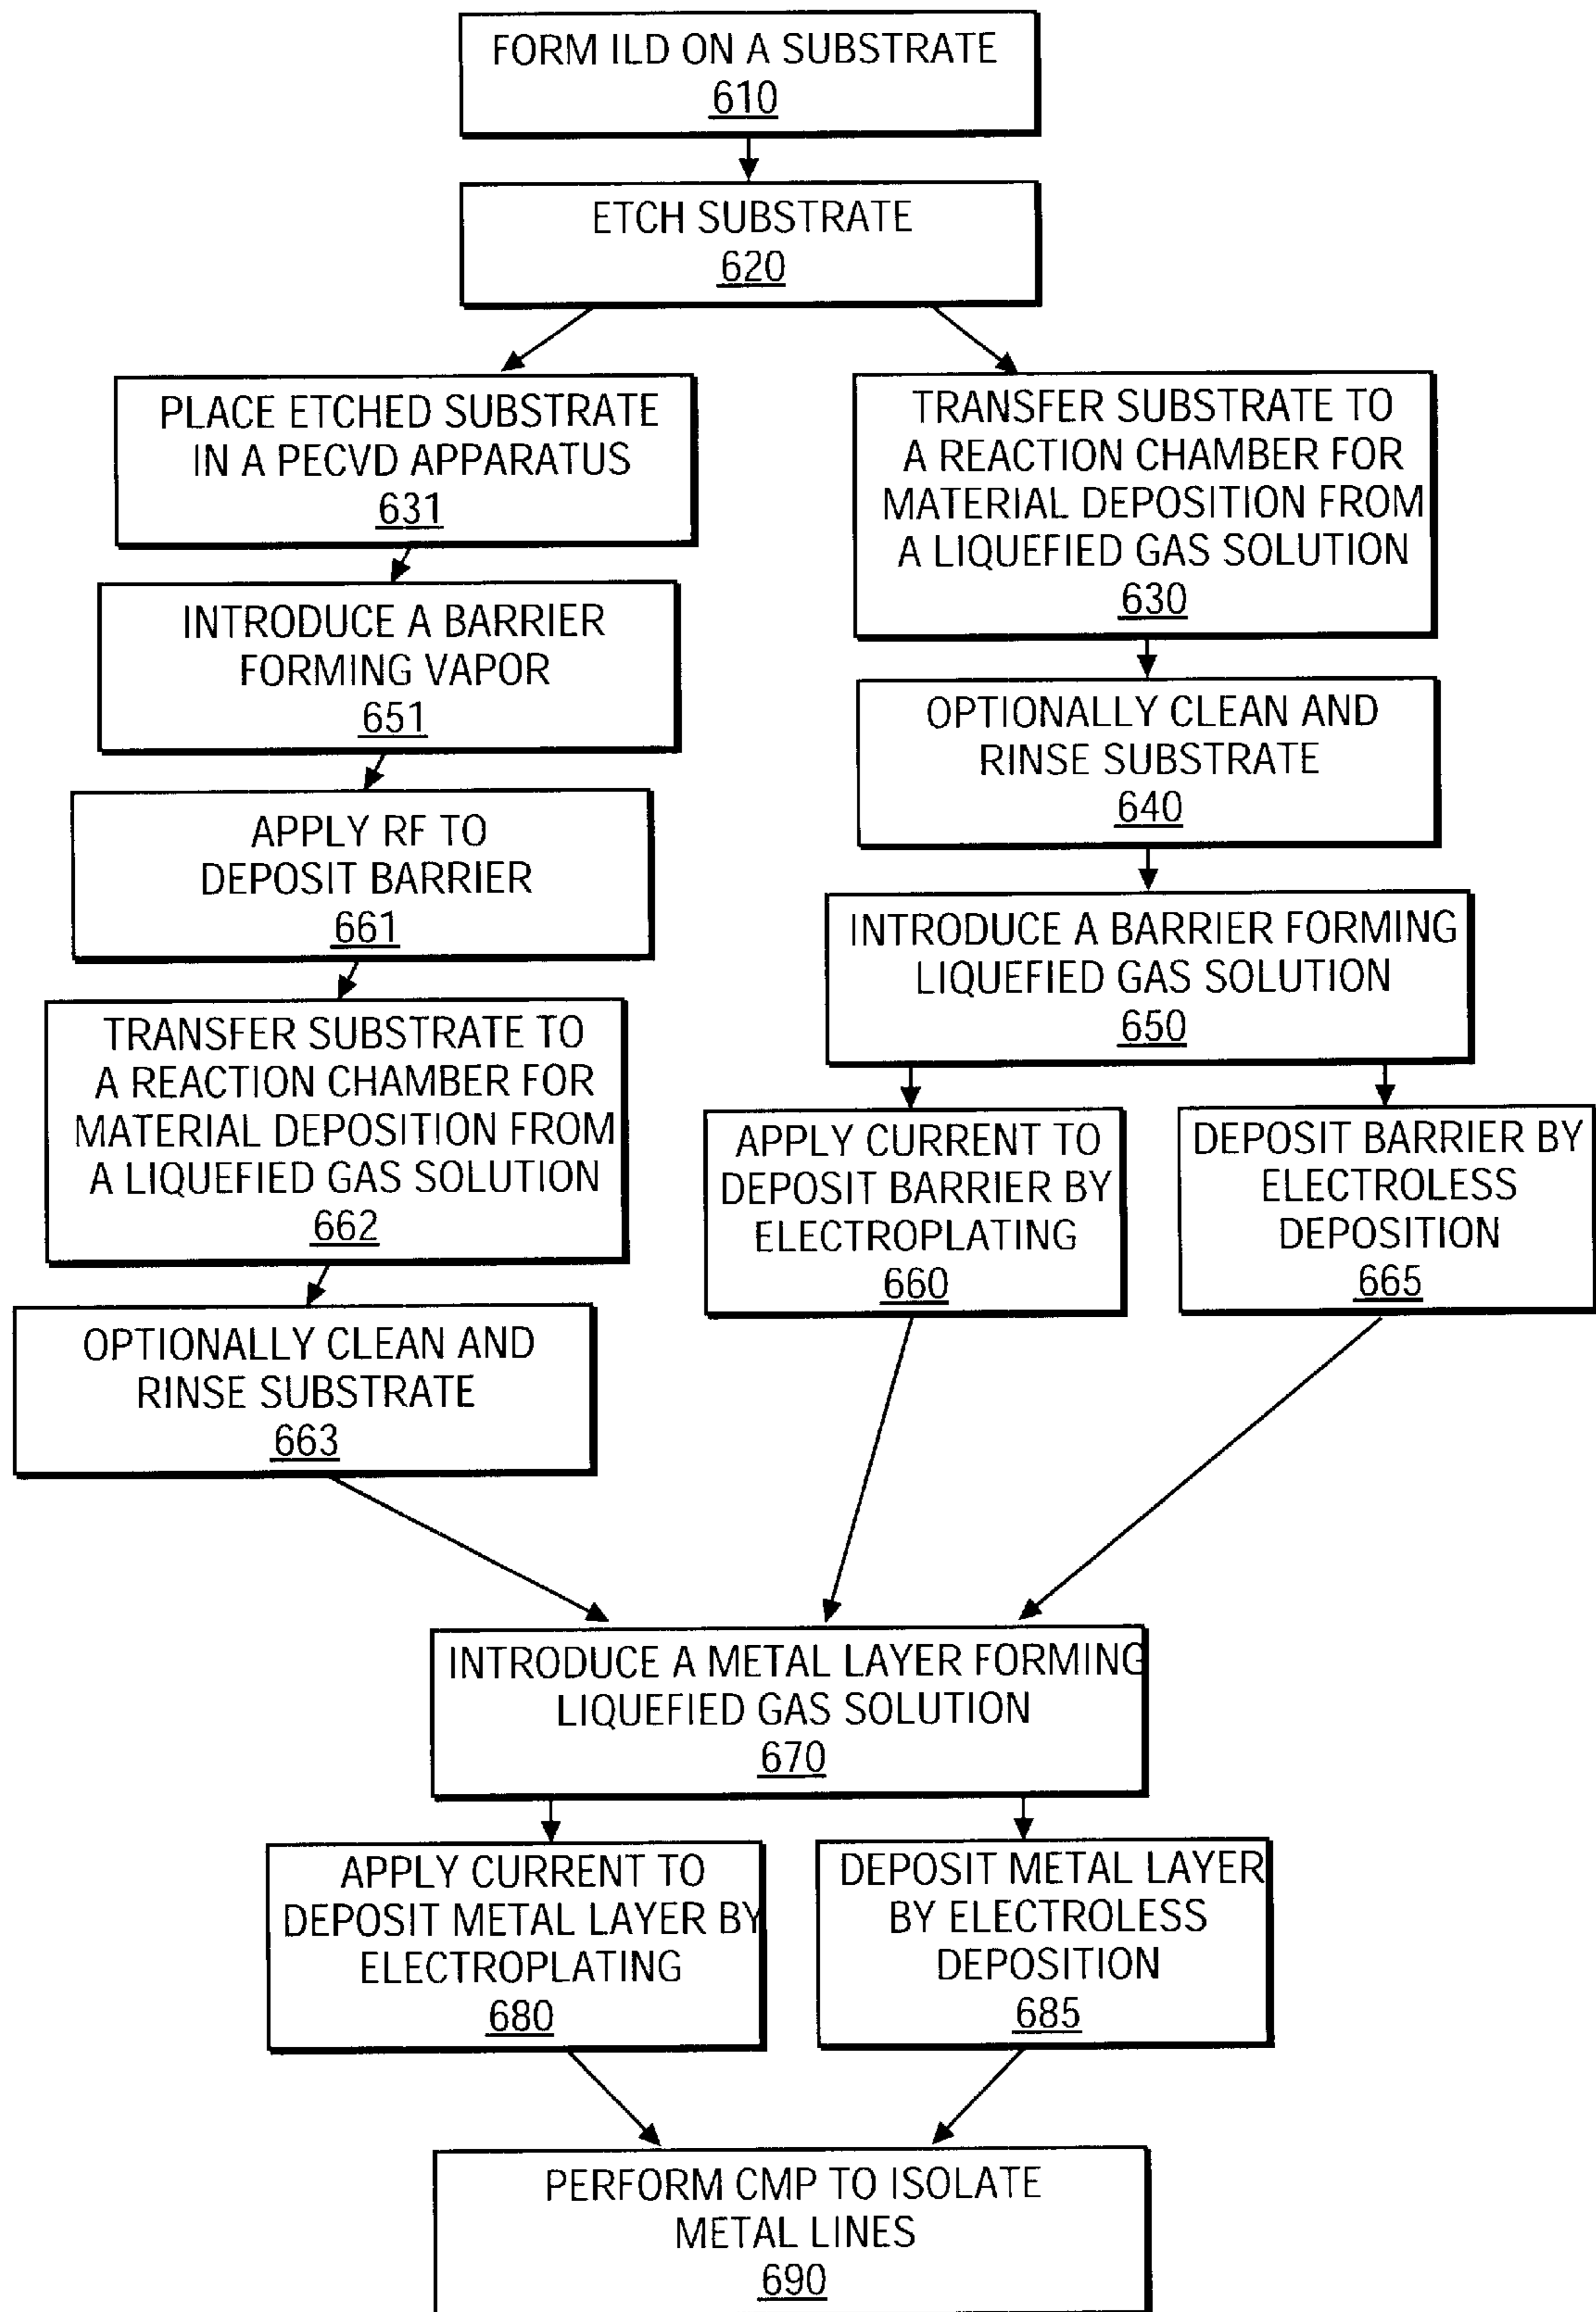 FORM ILD ON A SUBSTRATE
610
ETCH SUBSTRATE
620
PLACE ETCHED SUBSTRATE
IN A PECVD APPARATUS
631
INTRODUCE A BARRIER
FORMING VAPOR
651
APPLY RF TO
DEPOSIT BARRIER
661
TRANSFER SUBSTRATE TO
A REACTION CHAMBER FOR
MATERIAL DEPOSITION FROM
A LIQUEFIED GAS SOLUTION
662
OPTIONALLY CLEAN AND
RINSE SUBSTRATE
663
TRANSFER SUBSTRATE TO
A REACTION CHAMBER FOR
MATERIAL DEPOSITION FROM
A LIQUEFIED GAS SOLUTION
630
OPTIONALLY CLEAN AND
RINSE SUBSTRATE
640
INTRODUCE A BARRIER FORMING
LIQUEFIED GAS SOLUTION
650
APPLY CURRENT TO
DEPOSIT BARRIER BY
ELECTROPLATING
660
DEPOSIT BARRIER BY
ELECTROLESS
DEPOSITION
665
INTRODUCE A METAL LAYER FORMING
LIQUEFIED GAS SOLUTION
670
APPLY CURRENT TO
DEPOSIT METAL LAYER BY
ELECTROPLATING
680
DEPOSIT METAL LAYER
BY ELECTROLESS
DEPOSITION
685
PERFORM CMP TO ISOLATE
METAL LINES
690